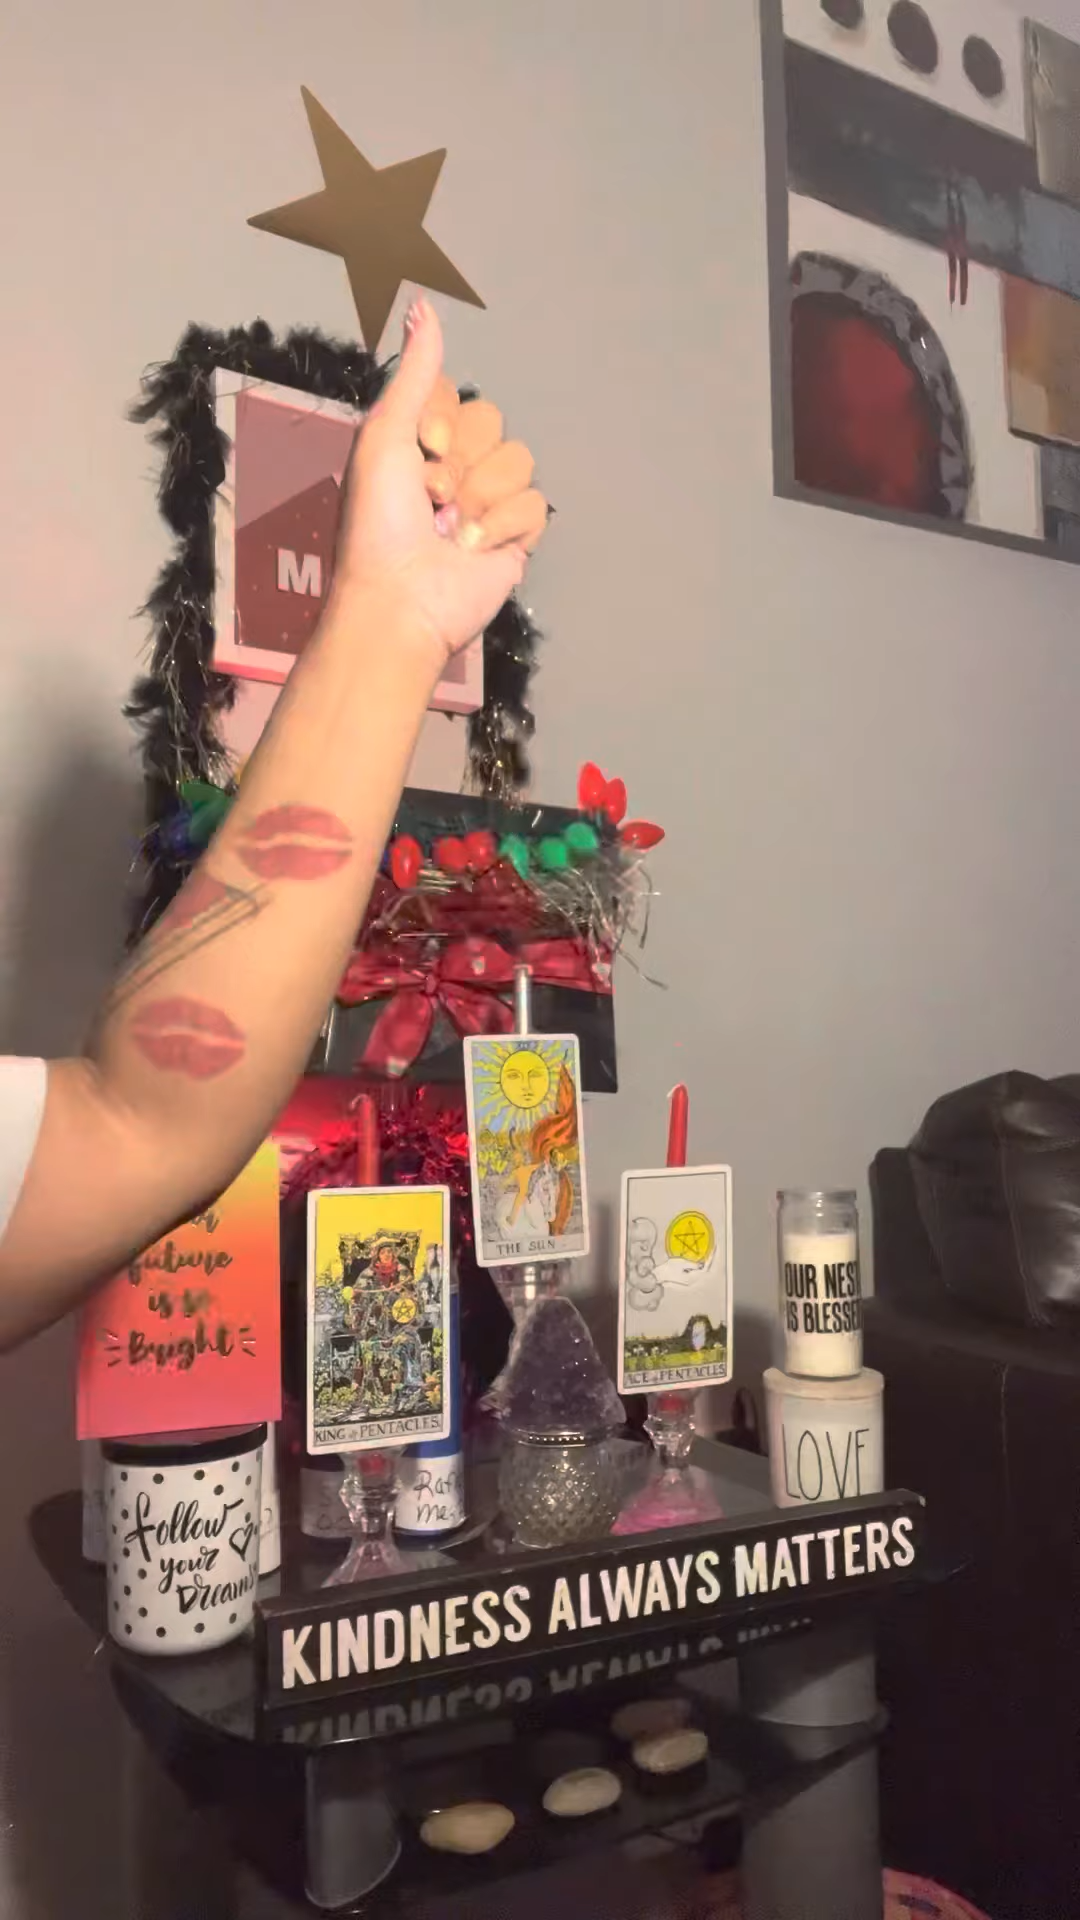 M
future
is so
Bright
THE SUN
KING of PENTACLES
ACE of PENTACLES
OUR NEST
IS BLESSED
LOVE
follow
your
Dreams
KINDNESS ALWAYS MATTERS